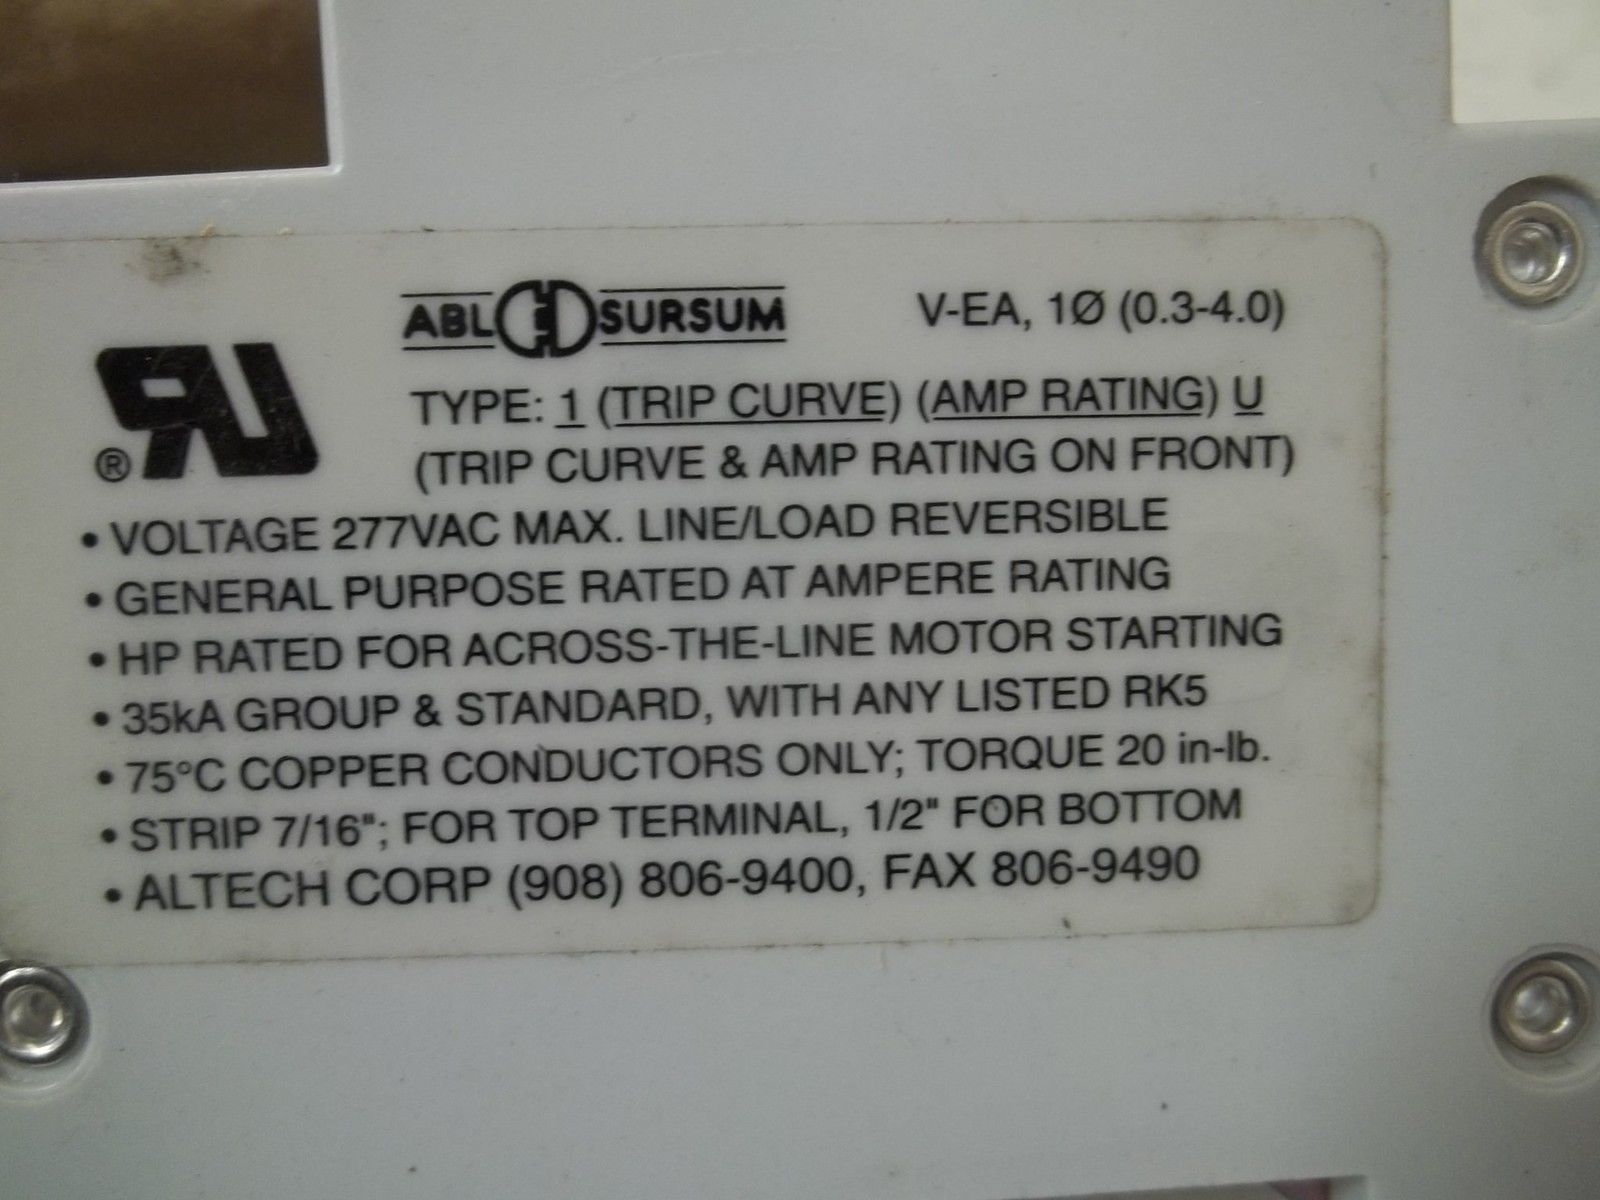 ABL SURSUM V-EA, 1Ø (0.3-4.0)
TYPE: 1 (TRIP CURVE) (AMP RATING) U
® (TRIP CURVE & AMP RATING ON FRONT)
• VOLTAGE 277VAC MAX. LINE/LOAD REVERSIBLE
• GENERAL PURPOSE RATED AT AMPERE RATING
• HP RATED FOR ACROSS-THE-LINE MOTOR STARTING
• 35kA GROUP & STANDARD, WITH ANY LISTED RK5
• 75°C COPPER CONDUCTORS ONLY; TORQUE 20 in-lb.
• STRIP 7/16"; FOR TOP TERMINAL, 1/2" FOR BOTTOM
• ALTECH CORP (908) 806-9400, FAX 806-9490